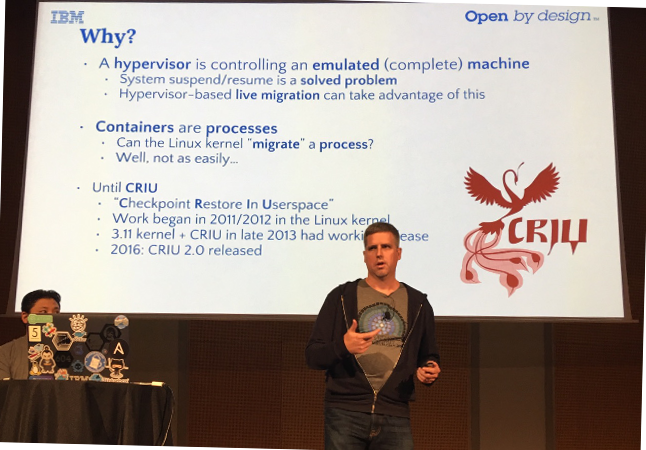 IBM
Open by design
Why?
· A hypervisor is controlling an emulated (complete) machine
· System suspend/resume is a solved problem
· Hypervisor-based live migration can take advantage of this
· Containers are processes
· Can the Linux kernel "migrate" a process?
· Well, not as easily...
· Until CRIU
· "Checkpoint Restore In Userspace"
· Work began in 2011/2012 in the Linux kernel
· 3.11 kernel + CRIU in late 2013 had ease
· 2016: CRIU 2.0 released
CRIU
5
A
IBM